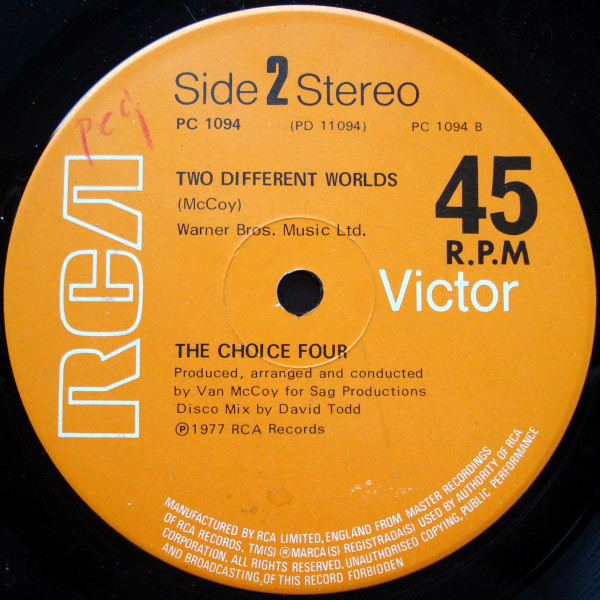 Side 2 Stereo
PC 1094 (PD 11094) PC 1094 B
TWO DIFFERENT WORLDS
(McCoy)
Warner Bros. Music Ltd.
45
R.P.M
RCA
Victor
THE CHOICE FOUR
Produced, arranged and conducted
by Van McCoy for Sag Productions
Disco Mix by David Todd
Ⓟ1977 RCA Records
MANUFACTURED BY RCA LIMITED, ENGLAND FROM MASTER RECORDINGS
OF RCA RECORDS. TM(S) ® MARCA(S) REGISTRADA(S) USED BY AUTHORITY OF RCA
CORPORATION. ALL RIGHTS RESERVED. UNAUTHORISED COPYING, PUBLIC PERFORMANCE
AND BROADCASTING OF THIS RECORD FORBIDDEN